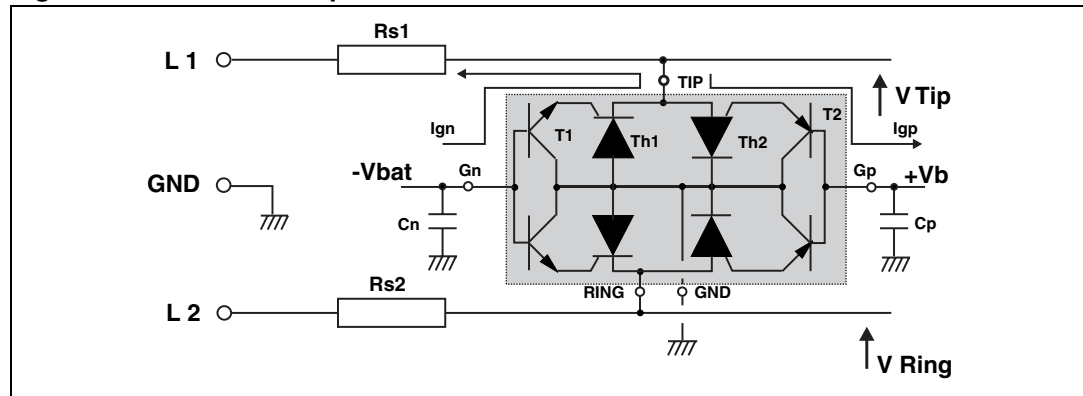 Rs1
L 1
TIP
V Tip
Ign
T1
Th1
Th2
T2
Igp
-Vbat
Gn
Gp
+Vb
GND
Cn
Cp
RING
GND
Rs2
L 2
V Ring